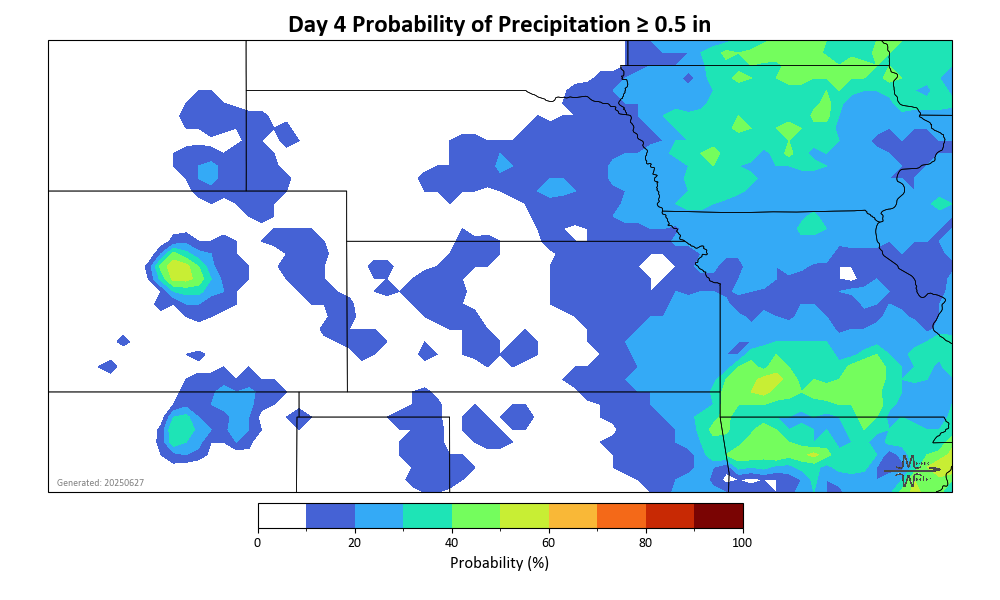 Day 4 Probability of Precipitation ≥ 0.5 in
Generated: 20250627
0 20 40 60 80 100
Probability (%)